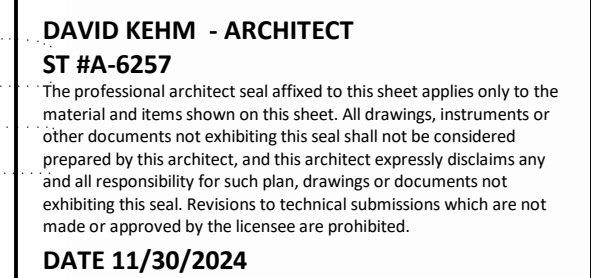 DAVID KEHM - ARCHITECT
ST #A-6257
The professional architect seal affixed to this sheet applies only to the
material and items shown on this sheet. All drawings, instruments or
other documents not exhibiting this seal shall not be considered
prepared by this architect, and this architect expressly disclaims any
and all responsibility for such plan, drawings or documents not
exhibiting this seal. Revisions to technical submissions which are not
made or approved by the licensee are prohibited.
DATE 11/30/2024